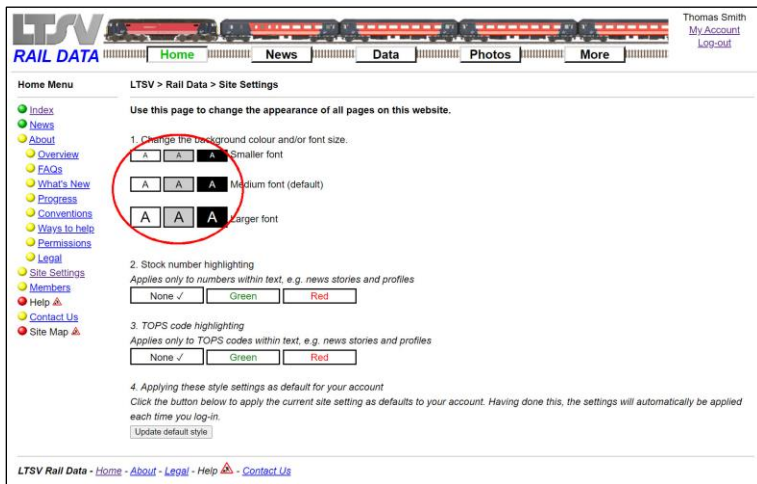 LTSV
RAIL DATA
Home
News
Data
Photos
More
Thomas Smith
My Account
Log-out
Home Menu
Index
News
About
Overview
FAQs
What's New
Progress
Conventions
Ways to help
Permissions
Legal
Site Settings
Members
Help
Contact Us
Site Map
LTSV > Rail Data > Site Settings
Use this page to change the appearance of all pages on this website.
1. Change the background colour and/or font size.
A A A Smaller font
A A A Medium font (default)
A A A Larger font
2. Stock number highlighting
Applies only to numbers within text, e.g. news stories and profiles
None ✓ Green Red
3. TOPS code highlighting
Applies only to TOPS codes within text, e.g. news stories and profiles
None ✓ Green Red
4. Applying these style settings as default for your account
Click the button below to apply the current site setting as defaults to your account. Having done this, the settings will automatically be applied
each time you log-in.
Update default style
LTSV Rail Data - Home - About - Legal - Help - Contact Us